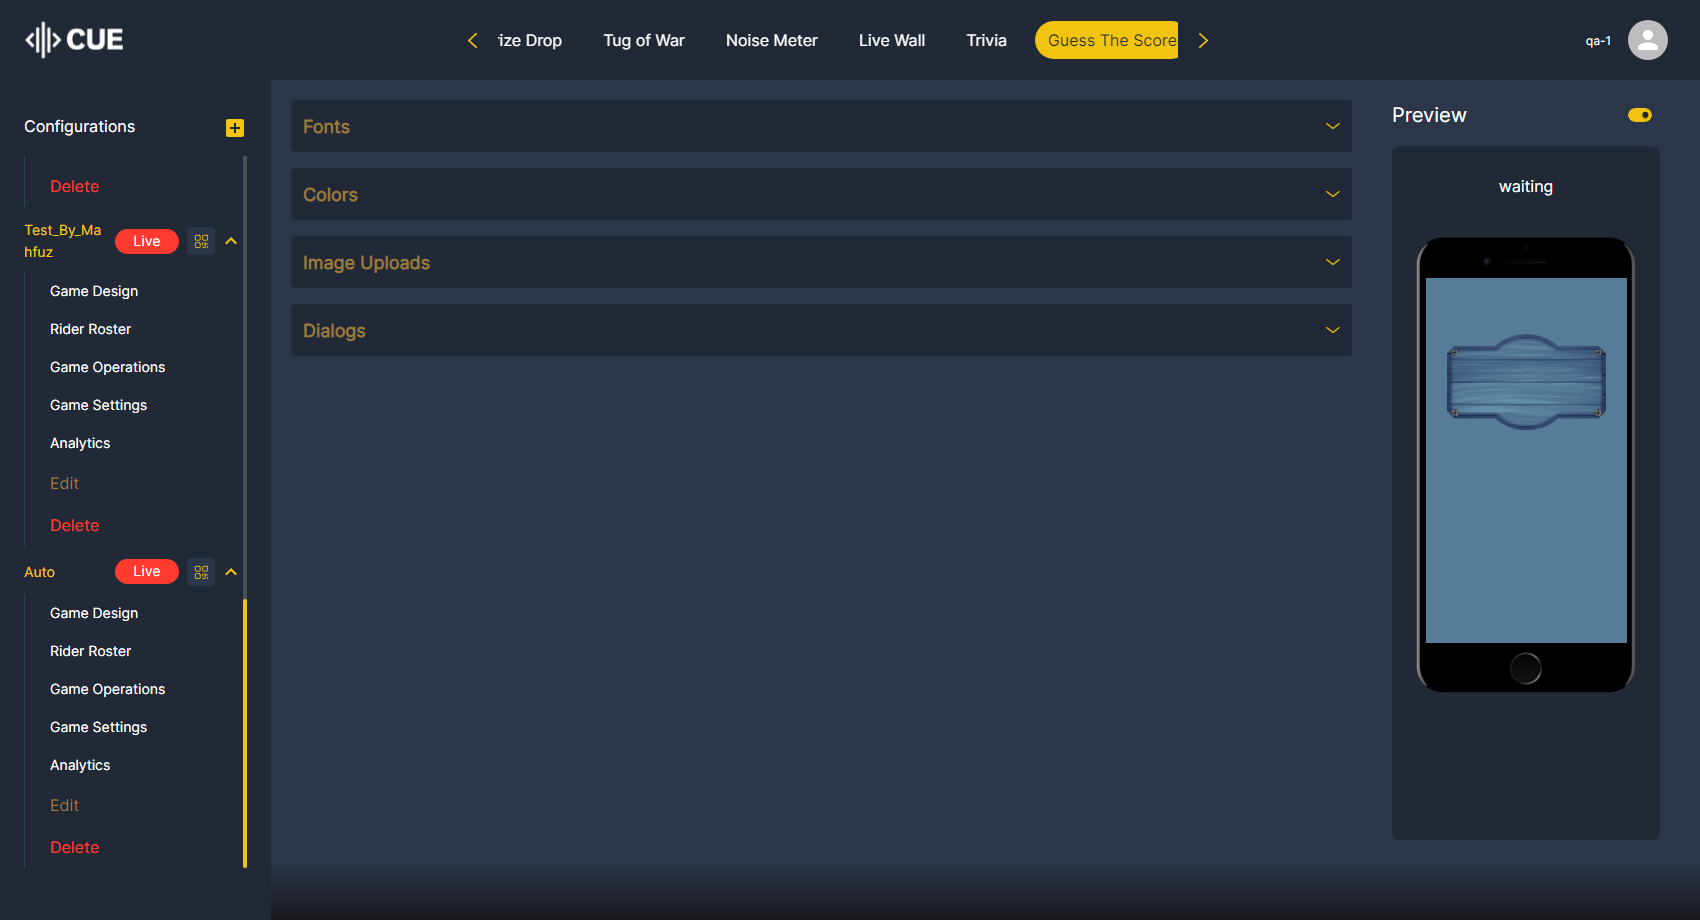 CUE
ize Drop
Tug of War
Noise Meter
Live Wall
Trivia
Guess The Score
qa-1
Configurations
Delete
Test_By_Ma
hfuz
Live
Game Design
Rider Roster
Game Operations
Game Settings
Analytics
Edit
Delete
Auto
Live
Game Design
Rider Roster
Game Operations
Game Settings
Analytics
Edit
Delete
Fonts
Colors
Image Uploads
Dialogs
Preview
waiting